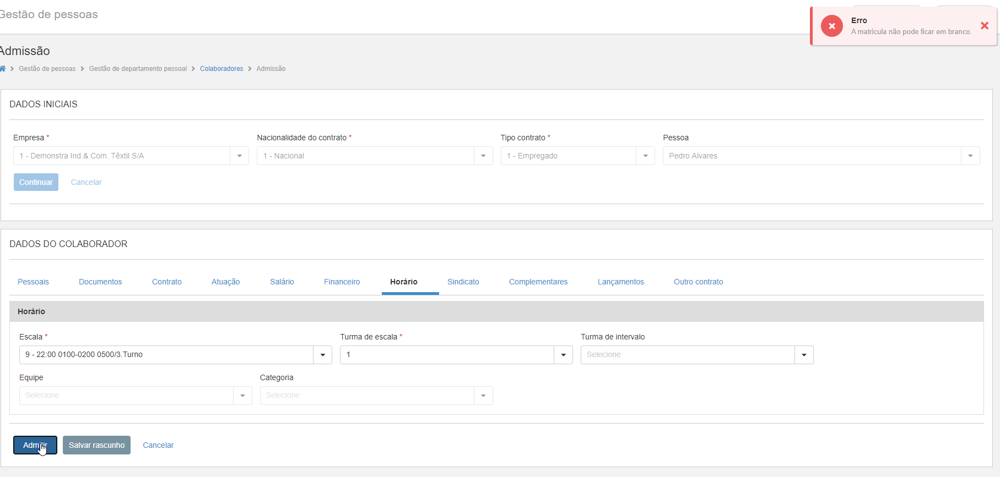 Gestão de pessoas
Erro
A matricula não pode ficar em branco.
Admissão
Gestão de pessoas
Gestão de departamento pessoal
Colaboradores
Admissão
DADOS INICIAIS
Empresa *
Nacionalidade do contrato *
Tipo contrato *
Pessoa
1 - Demonstra Ind.& Com. Têxtil S/A
1 - Nacional
1 - Empregado
Pedro Alvares
Continuar
Cancelar
DADOS DO COLABORADOR
Pessoais
Documentos
Contrato
Atuação
Salário
Financeiro
Horário
Sindicato
Complementares
Lançamentos
Outro contrato
Horário
Escala *
Turma de escala *
Turma de intervalo
9 - 22:00 0100-0200 0500/3.Turno
1
Selecione
Equipe
Categoria
Selecione
Selecione
Admitir
Salvar rascunho
Cancelar